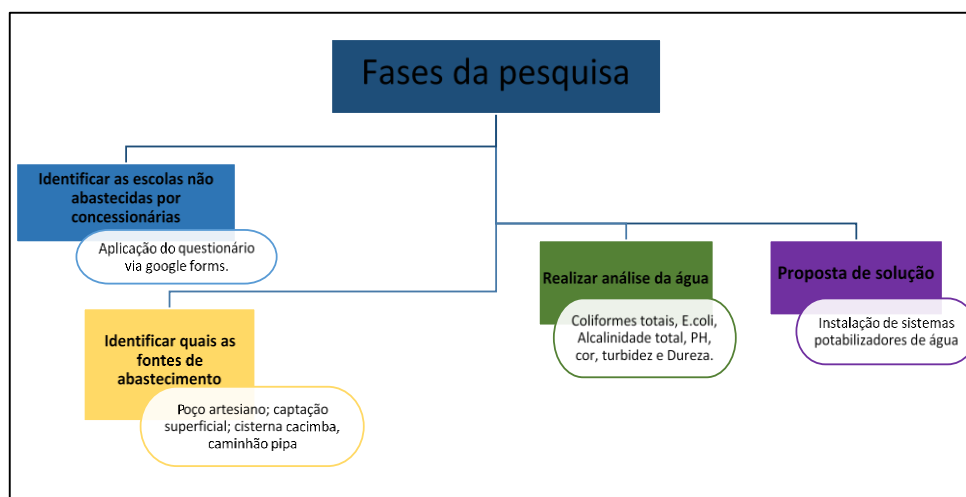 Fases da pesquisa
Identificar as escolas não
abastecidas por
concessionárias
Aplicação do questionário
via google forms.
Identificar quais as fontes de
abastecimento
Poço artesiano; captação
superficial; cisterna cacimba,
caminhão pipa
Realizar análise da água
Coliformes totais, E.coli,
Alcalinidade total, PH,
cor, turbidez e Dureza.
Proposta de solução
Instalação de sistemas
potabilizadores de água